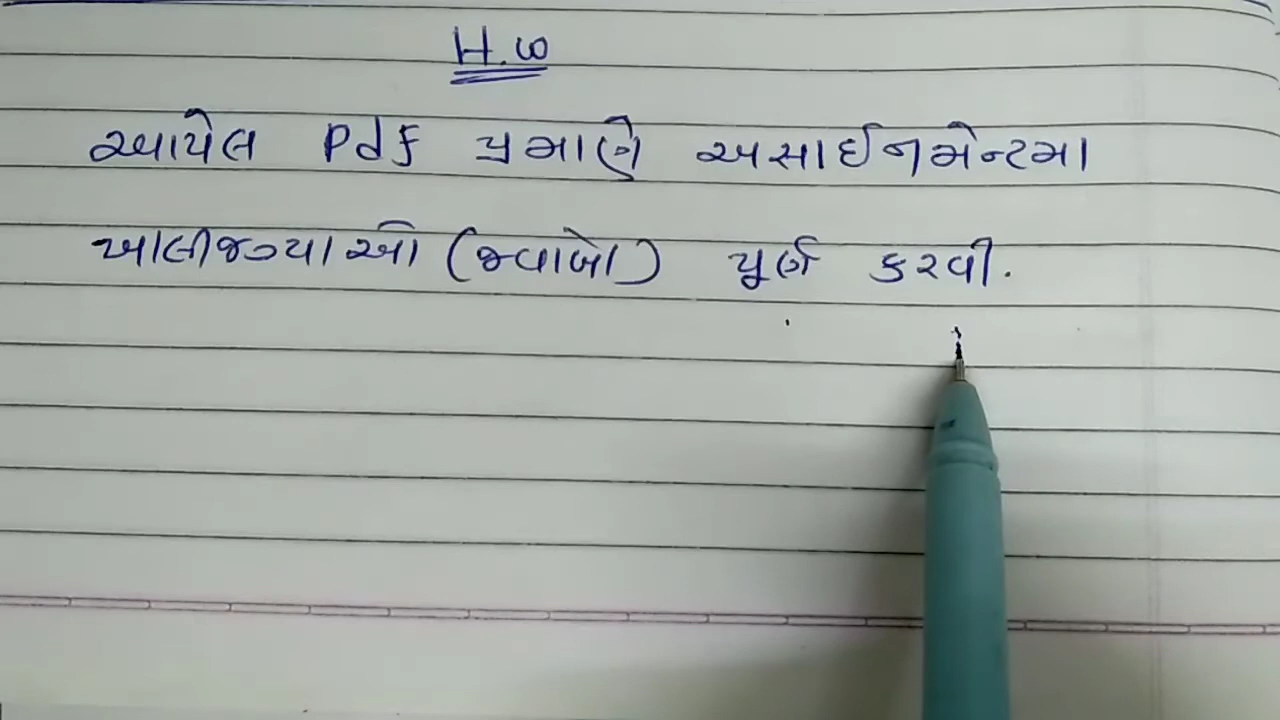 H.W
આપેલ Pdf પ્રમાણે અસાઈનમેન્ટમા
ખાલીજગ્યાઓ (જવાબો) પૂર્ણ કરવી.